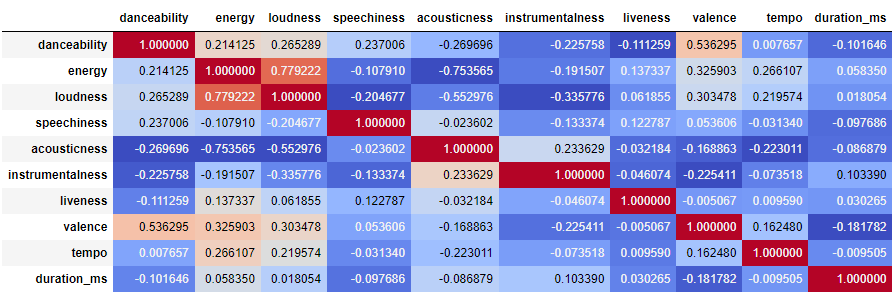 danceability energy loudness speechiness acousticness instrumentalness liveness valence tempo duration_ms
danceability 1.000000 0.214125 0.265289 0.237006 -0.269696 -0.225758 -0.111259 0.536295 0.007657 -0.101646
energy 0.214125 1.000000 0.779222 -0.107910 -0.753565 -0.191507 0.137337 0.325903 0.266107 0.058350
loudness 0.265289 0.779222 1.000000 -0.204677 -0.552976 -0.335776 0.061855 0.303478 0.219574 0.018054
speechiness 0.237006 -0.107910 -0.204677 1.000000 -0.023602 -0.133374 0.122787 0.053606 -0.031340 -0.097686
acousticness -0.269696 -0.753565 -0.552976 -0.023602 1.000000 0.233629 -0.032184 -0.168863 -0.223011 -0.086879
instrumentalness -0.225758 -0.191507 -0.335776 -0.133374 0.233629 1.000000 -0.046074 -0.225411 -0.073518 0.103390
liveness -0.111259 0.137337 0.061855 0.122787 -0.032184 -0.046074 1.000000 -0.005067 0.009590 0.030265
valence 0.536295 0.325903 0.303478 0.053606 -0.168863 -0.225411 -0.005067 1.000000 0.162480 -0.181782
tempo 0.007657 0.266107 0.219574 -0.031340 -0.223011 -0.073518 0.009590 0.162480 1.000000 -0.009505
duration_ms -0.101646 0.058350 0.018054 -0.097686 -0.086879 0.103390 0.030265 -0.181782 -0.009505 1.000000